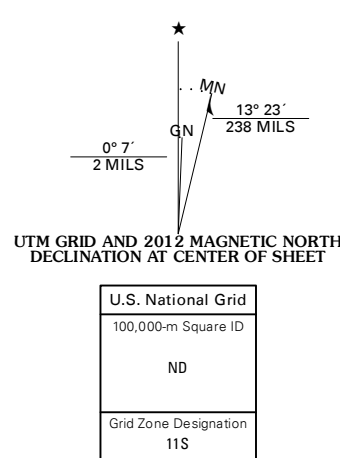 ★
MN
GN
13° 23´
238 MILS
0° 7´
2 MILS
UTM GRID AND 2012 MAGNETIC NORTH
DECLINATION AT CENTER OF SHEET
U.S. National Grid
100,000-m Square ID
ND
Grid Zone Designation
11S